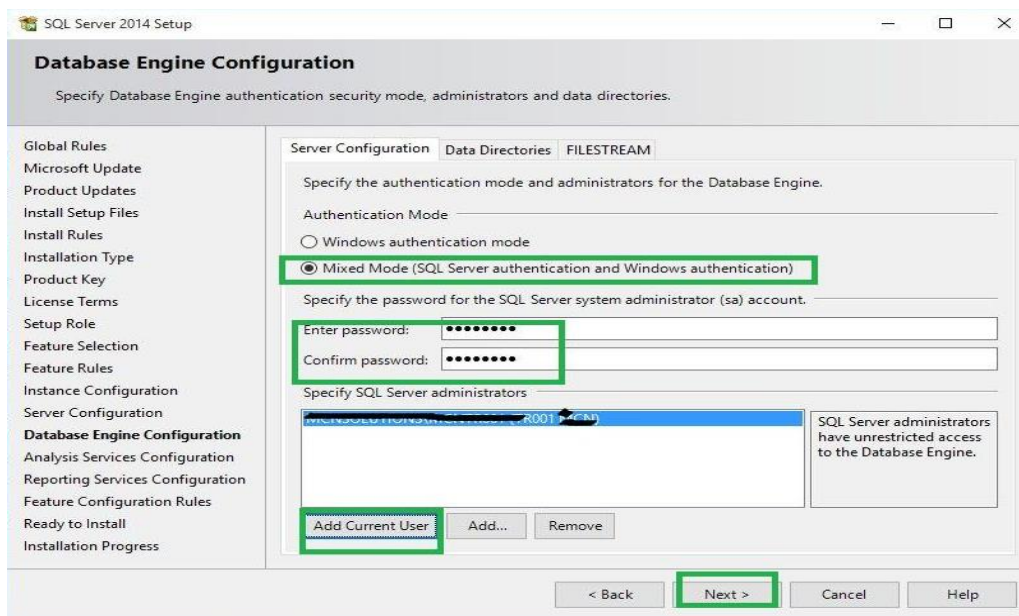 SQL Server 2014 Setup
Database Engine Configuration
Specify Database Engine authentication security mode, administrators and data directories.
Global Rules
Microsoft Update
Product Updates
Install Setup Files
Install Rules
Installation Type
Product Key
License Terms
Setup Role
Feature Selection
Feature Rules
Instance Configuration
Server Configuration
Database Engine Configuration
Analysis Services Configuration
Reporting Services Configuration
Feature Configuration Rules
Ready to Install
Installation Progress
Server Configuration Data Directories FILESTREAM
Specify the authentication mode and administrators for the Database Engine.
Authentication Mode
Windows authentication mode
Mixed Mode (SQL Server authentication and Windows authentication)
Specify the password for the SQL Server system administrator (sa) account.
Enter password: ●●●●●●●●
Confirm password: ●●●●●●●●
Specify SQL Server administrators
SQL Server administrators
have unrestricted access
to the Database Engine.
Add Current User Add... Remove
< Back Next > Cancel Help